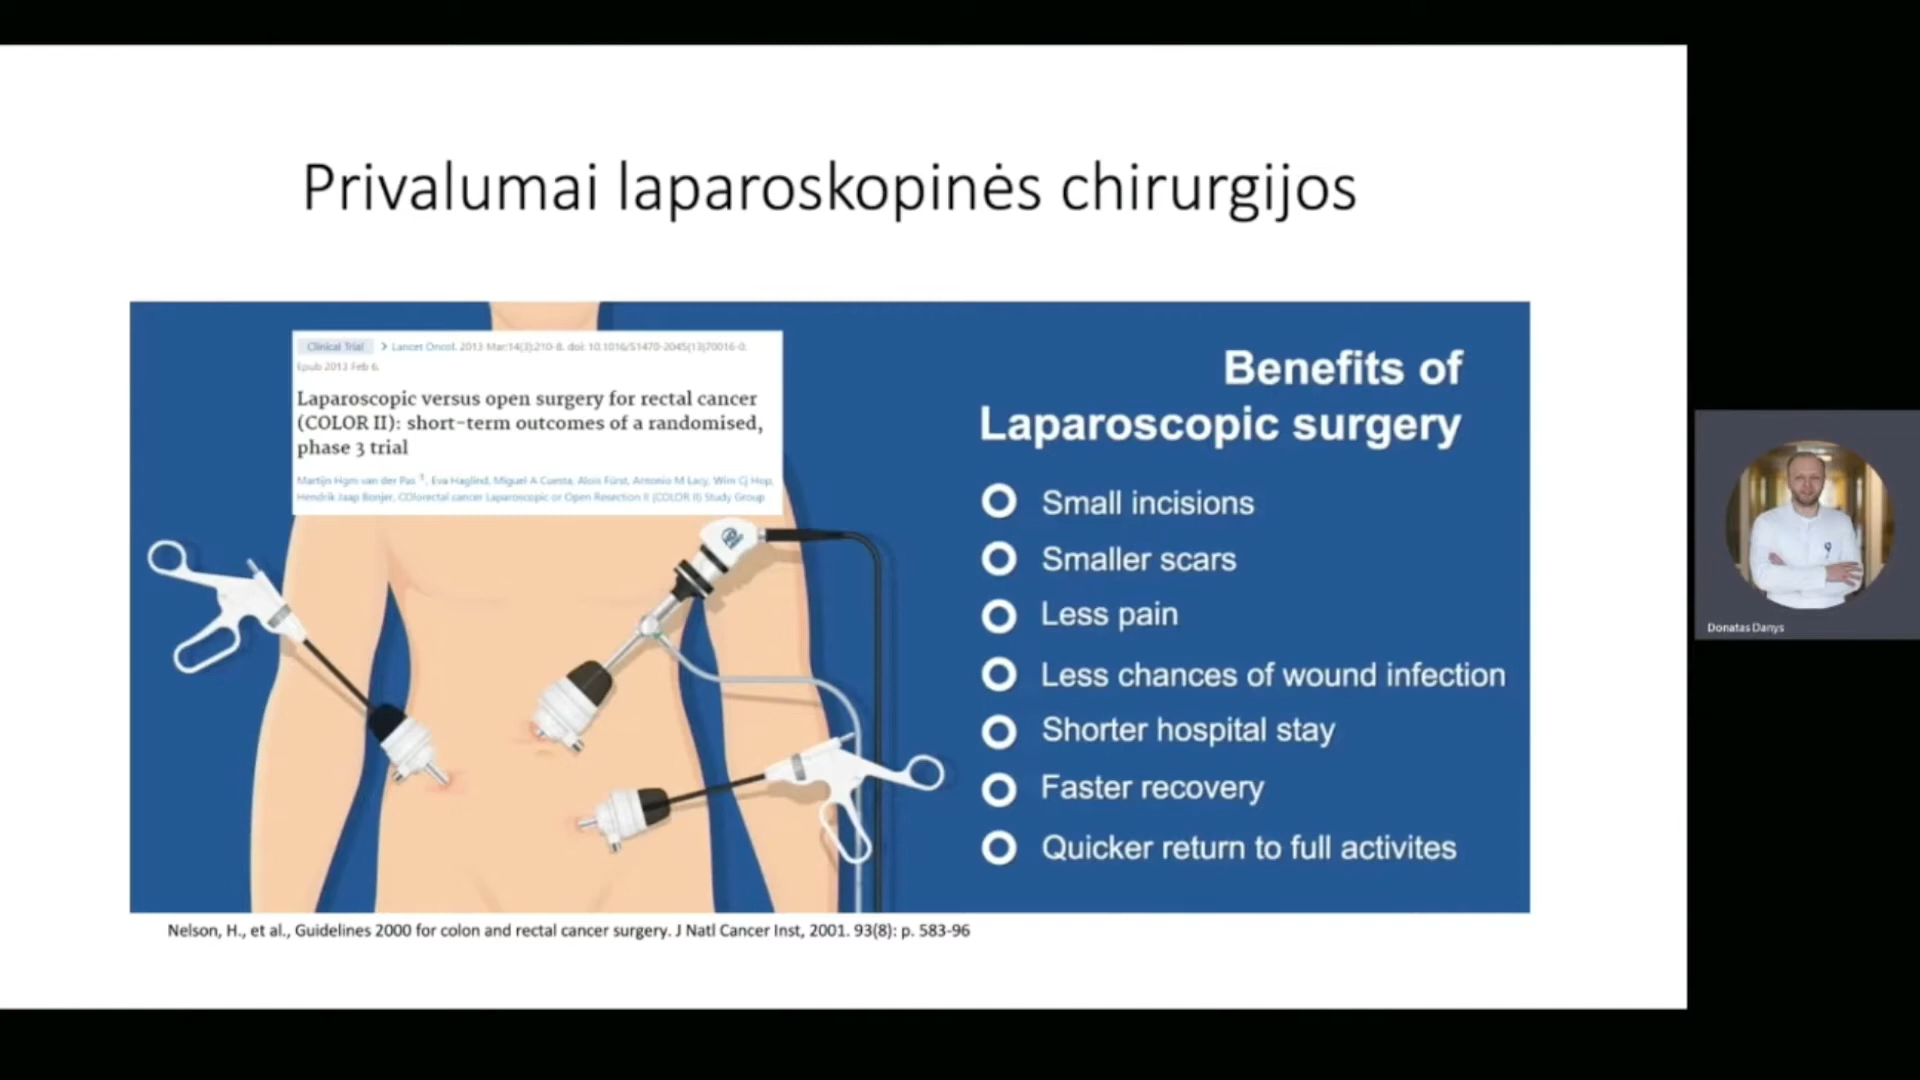 Privalumai laparoskopinės chirurgijos
Clinical Trial > Lancet Oncol. 2013 Mar;14(3):210-8. doi: 10.1016/S1470-2045(13)70016-0.
Epub 2013 Feb 6.
Laparoscopic versus open surgery for rectal cancer
(COLOR II): short-term outcomes of a randomised,
phase 3 trial
Martijn Hgm van der Pas 1, Eva Haglind, Miguel A Cuesta, Alois Fürst, Antonio M Lacy, Wim Cj Hop,
Hendrik Jaap Bonjer, COlorectal cancer Laparoscopic or Open Resection II (COLOR II) Study Group
Benefits of
Laparoscopic surgery
Small incisions
Smaller scars
Less pain
Less chances of wound infection
Shorter hospital stay
Faster recovery
Quicker return to full activites
Nelson, H., et al., Guidelines 2000 for colon and rectal cancer surgery. J Natl Cancer Inst, 2001. 93(8): p. 583-96
Donatas Danys